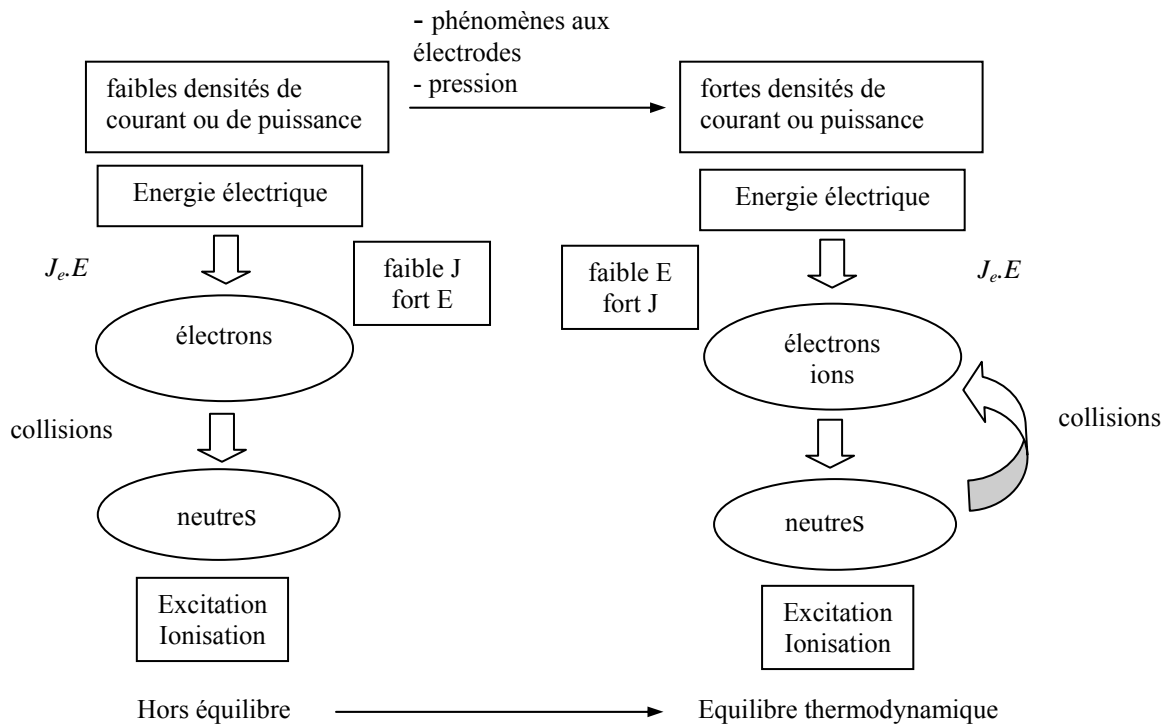 - phénomènes aux
électrodes
- pression
faibles densités de
courant ou de puissance
fortes densités de
courant ou puissance
Energie électrique
Energie électrique
Je.E
faible J
fort E
faible E
fort J
Je.E
électrons
électrons
ions
collisions
collisions
neutres
neutres
Excitation
Ionisation
Excitation
Ionisation
Hors équilibre
Equilibre thermodynamique